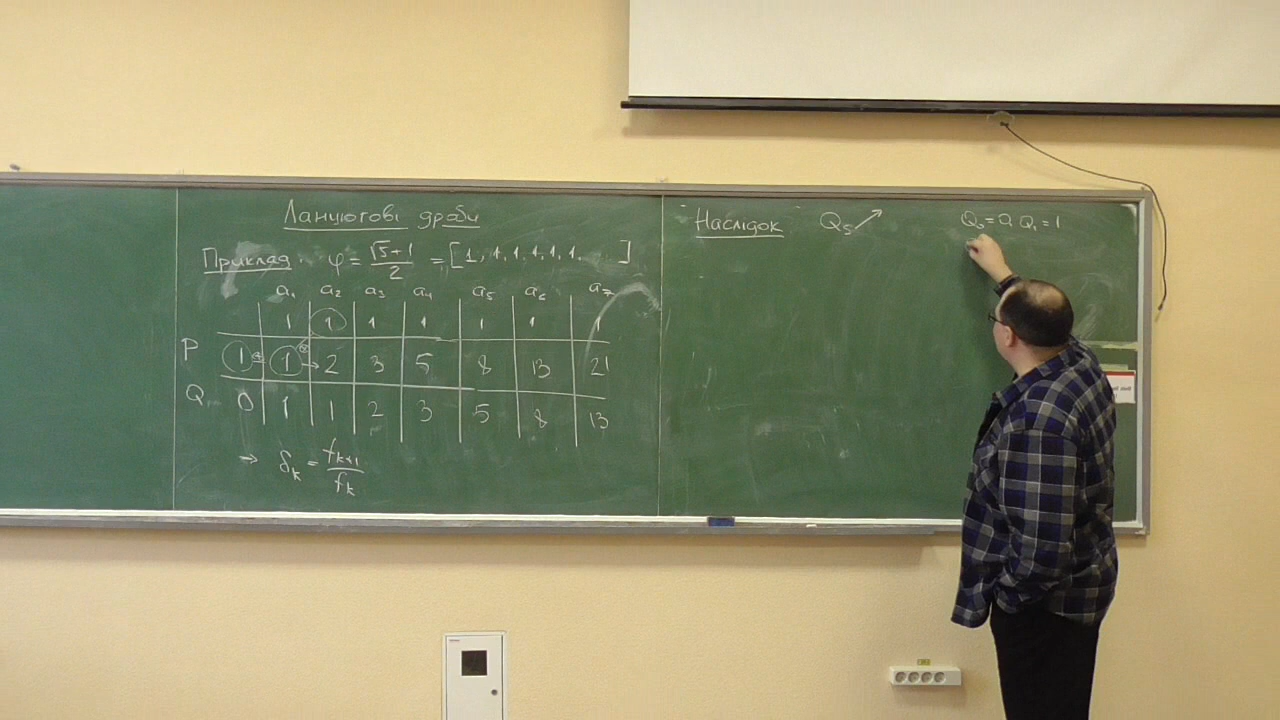 Ланцюгові дроби
Приклад. φ = (√5+1)/2 = [1, 1, 1, 1, 1, 1, ...]
a₁ a₂ a₃ a₄ a₅ a₆ a₇
1 1 1 1 1 1 1
P 1 1 2 3 5 8 13 21
Q 0 1 1 2 3 5 8 13
→ δₖ = fₖ₊₁/fₖ
Наслідок Qₛ ↗
Q₀ = 0 Q₁ = 1